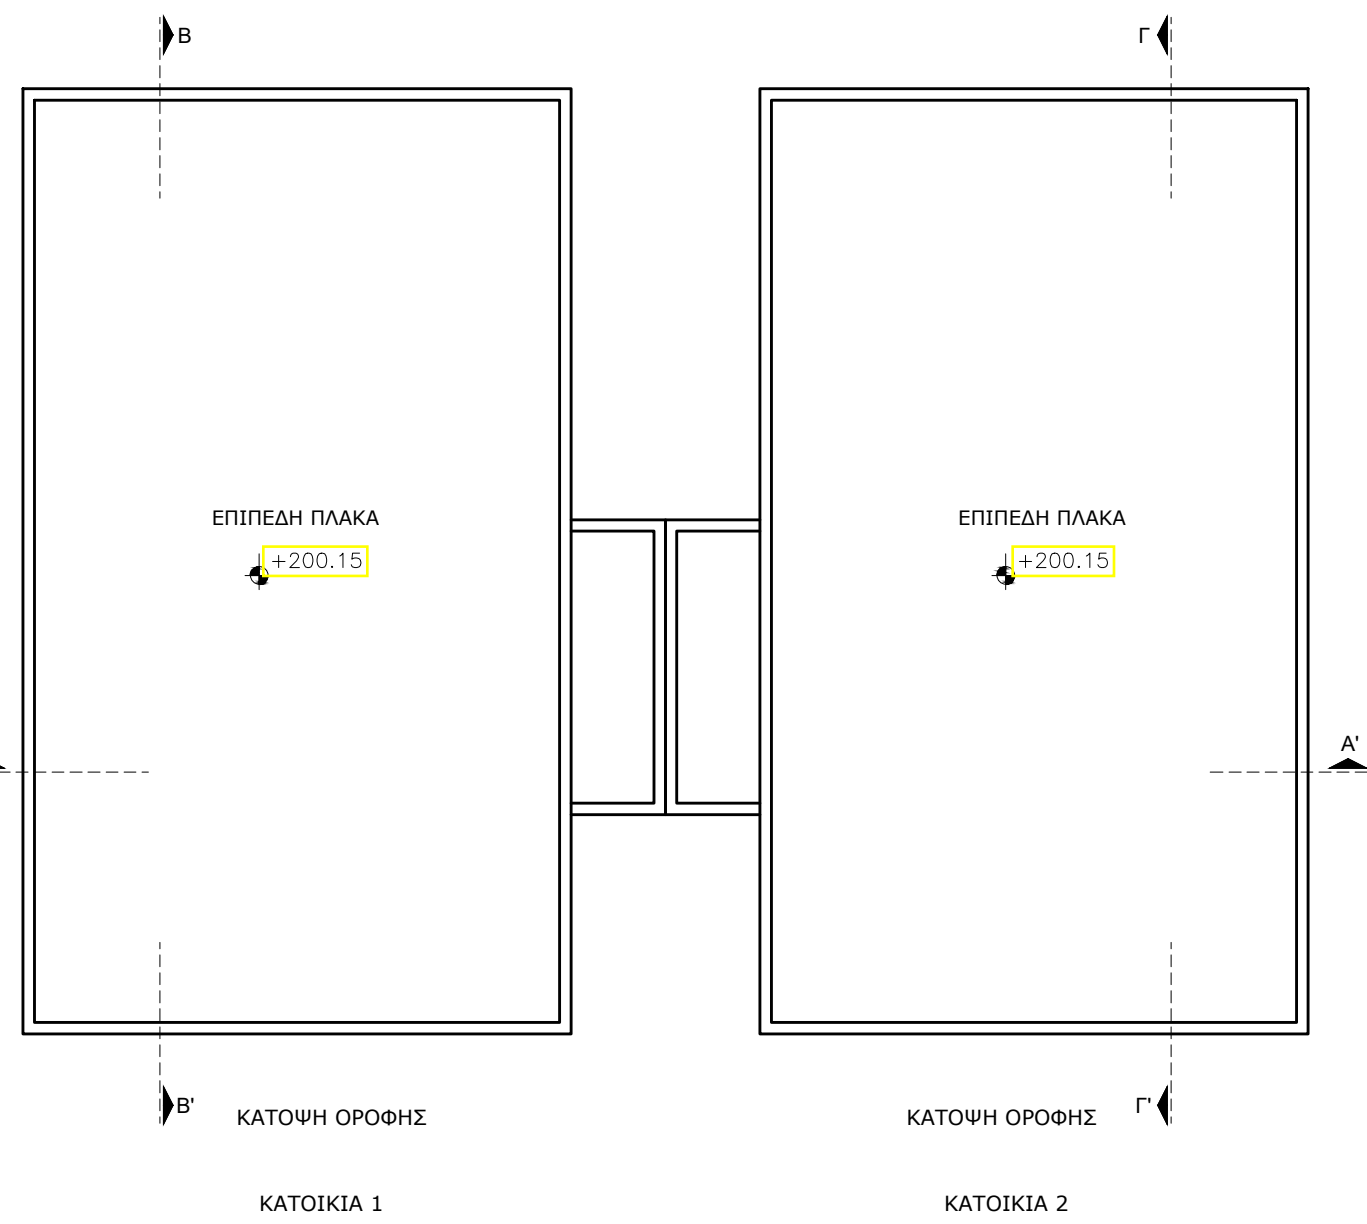 Β
Γ
ΕΠΙΠΕΔΗ ΠΛΑΚΑ
ΕΠΙΠΕΔΗ ΠΛΑΚΑ
+200.15
+200.15
Α'
Β'
ΚΑΤΟΨΗ ΟΡΟΦΗΣ
ΚΑΤΟΨΗ ΟΡΟΦΗΣ
Γ'
ΚΑΤΟΙΚΙΑ 1
ΚΑΤΟΙΚΙΑ 2